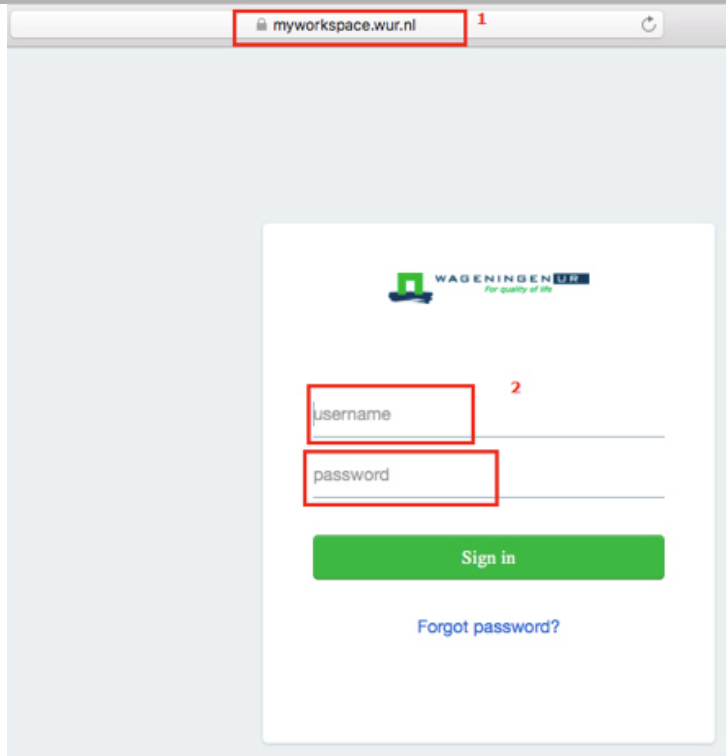 myworkspace.wur.nl 1
WAGENINGEN UR
For quality of life
2
username
password
Sign in
Forgot password?